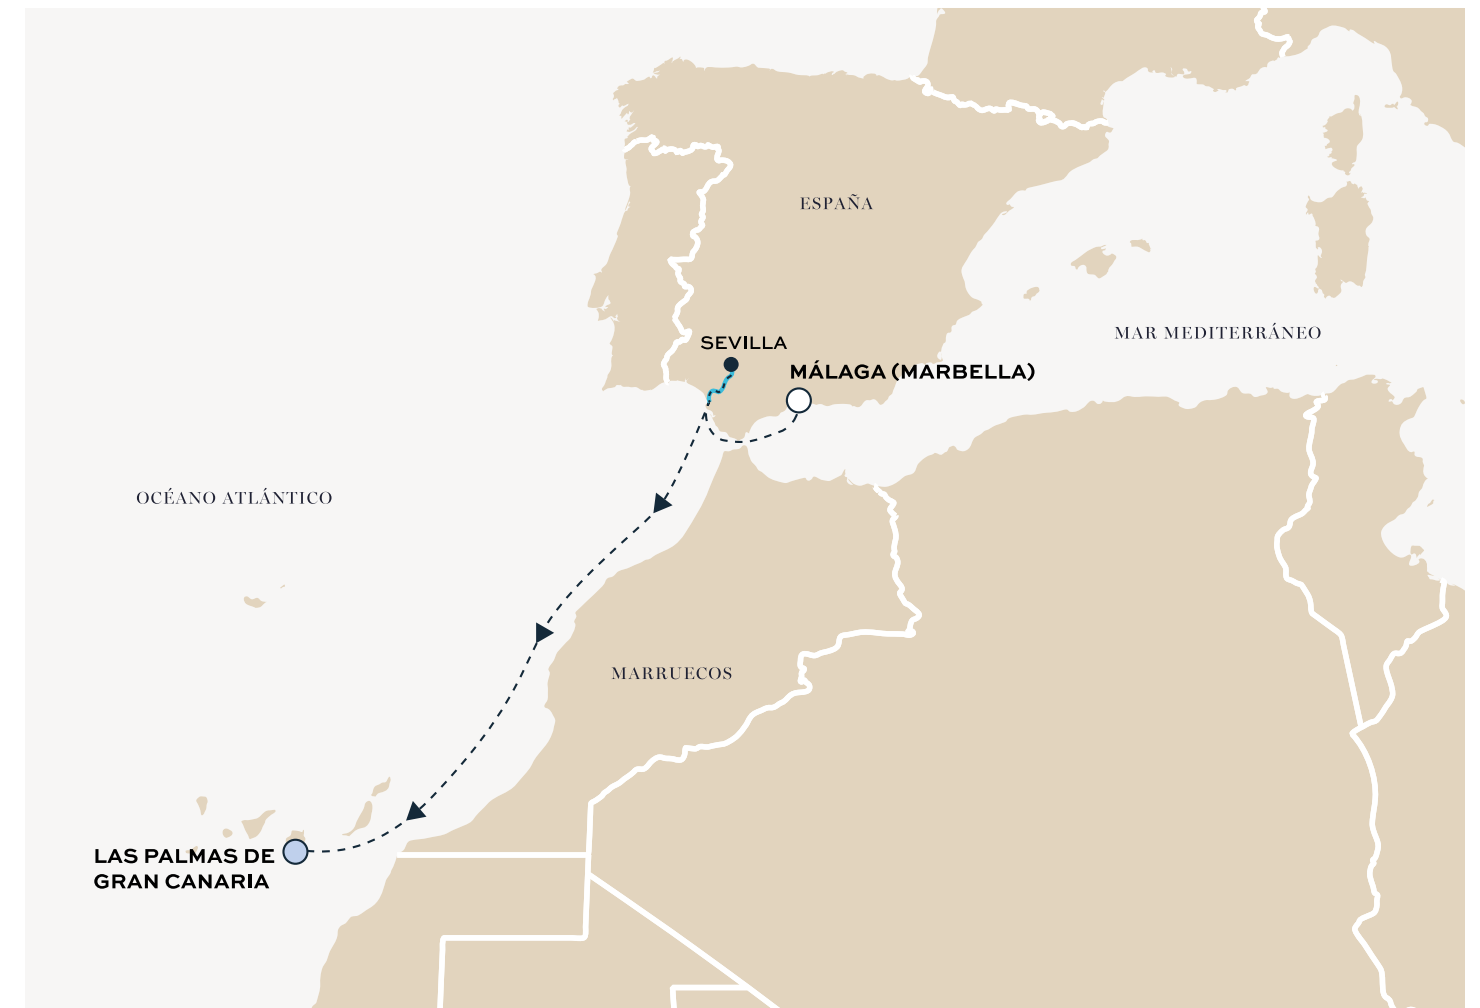 ESPAÑA
MAR MEDITERRÁNEO
SEVILLA
MÁLAGA (MARBELLA)
OCÉANO ATLÁNTICO
MARRUECOS
LAS PALMAS DE
GRAN CANARIA